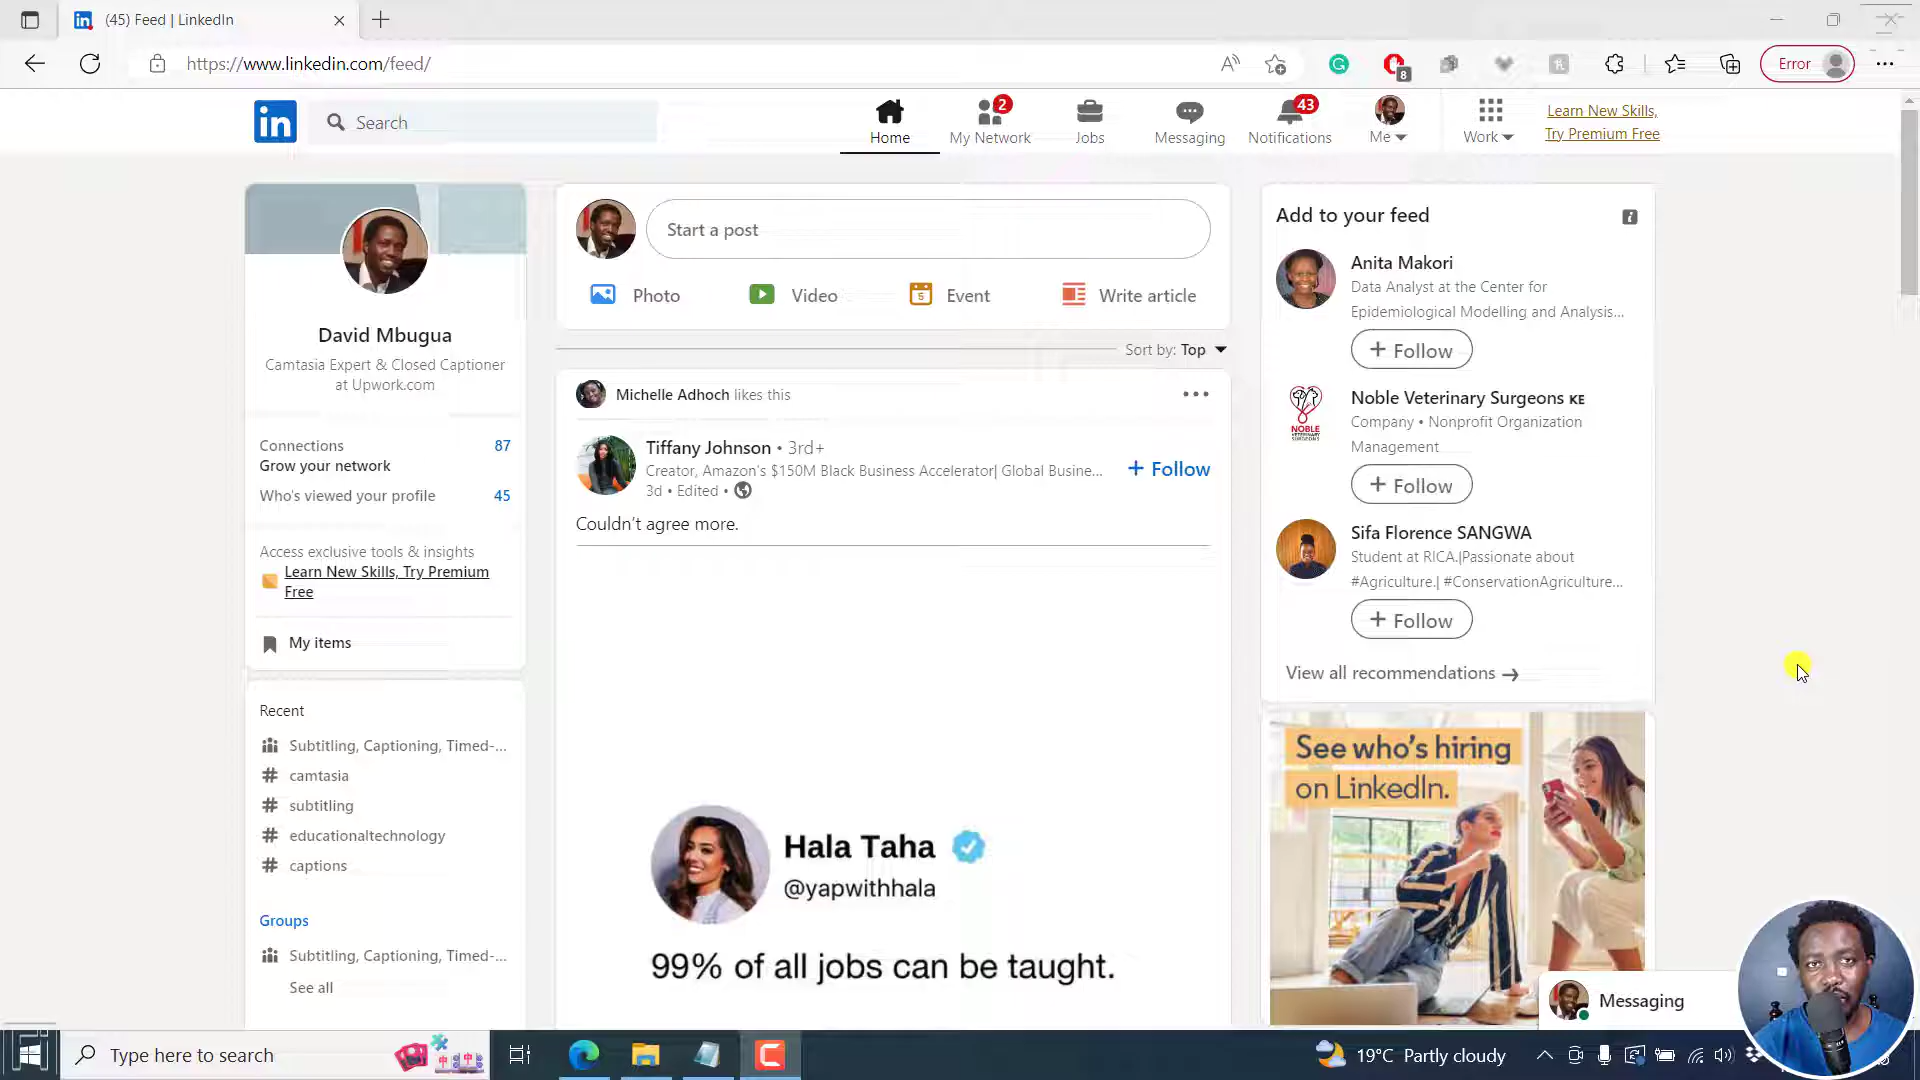 (45) Feed | LinkedIn
https://www.linkedin.com/feed/
8
Error
in
Search
Home
2
My Network
Jobs
Messaging
43
Notifications
Me
Work
Learn New Skills,
Try Premium Free
David Mbugua
Camtasia Expert & Closed Captioner
at Upwork.com
Connections 87
Grow your network
Who's viewed your profile 45
Access exclusive tools & insights
Learn New Skills, Try Premium
Free
My items
Recent
Subtitling, Captioning, Timed-...
# camtasia
# subtitling
# educationaltechnology
# captions
Groups
Subtitling, Captioning, Timed-...
See all
Start a post
Photo
Video
Event
Write article
Sort by: Top
Michelle Adhoch likes this
Tiffany Johnson • 3rd+
Creator, Amazon's $150M Black Business Accelerator| Global Busine...
3d • Edited •
+ Follow
Couldn't agree more.
Hala Taha
@yapwithhala
99% of all jobs can be taught.
Add to your feed
Anita Makori
Data Analyst at the Center for
Epidemiological Modelling and Analysis...
+ Follow
NOBLE
Noble Veterinary Surgeons KE
Company • Nonprofit Organization
Management
+ Follow
Sifa Florence SANGWA
Student at RICA.|Passionate about
#Agriculture.| #ConservationAgriculture...
+ Follow
View all recommendations →
See who's hiring
on LinkedIn.
Messaging
Type here to search
19°C Partly cloudy